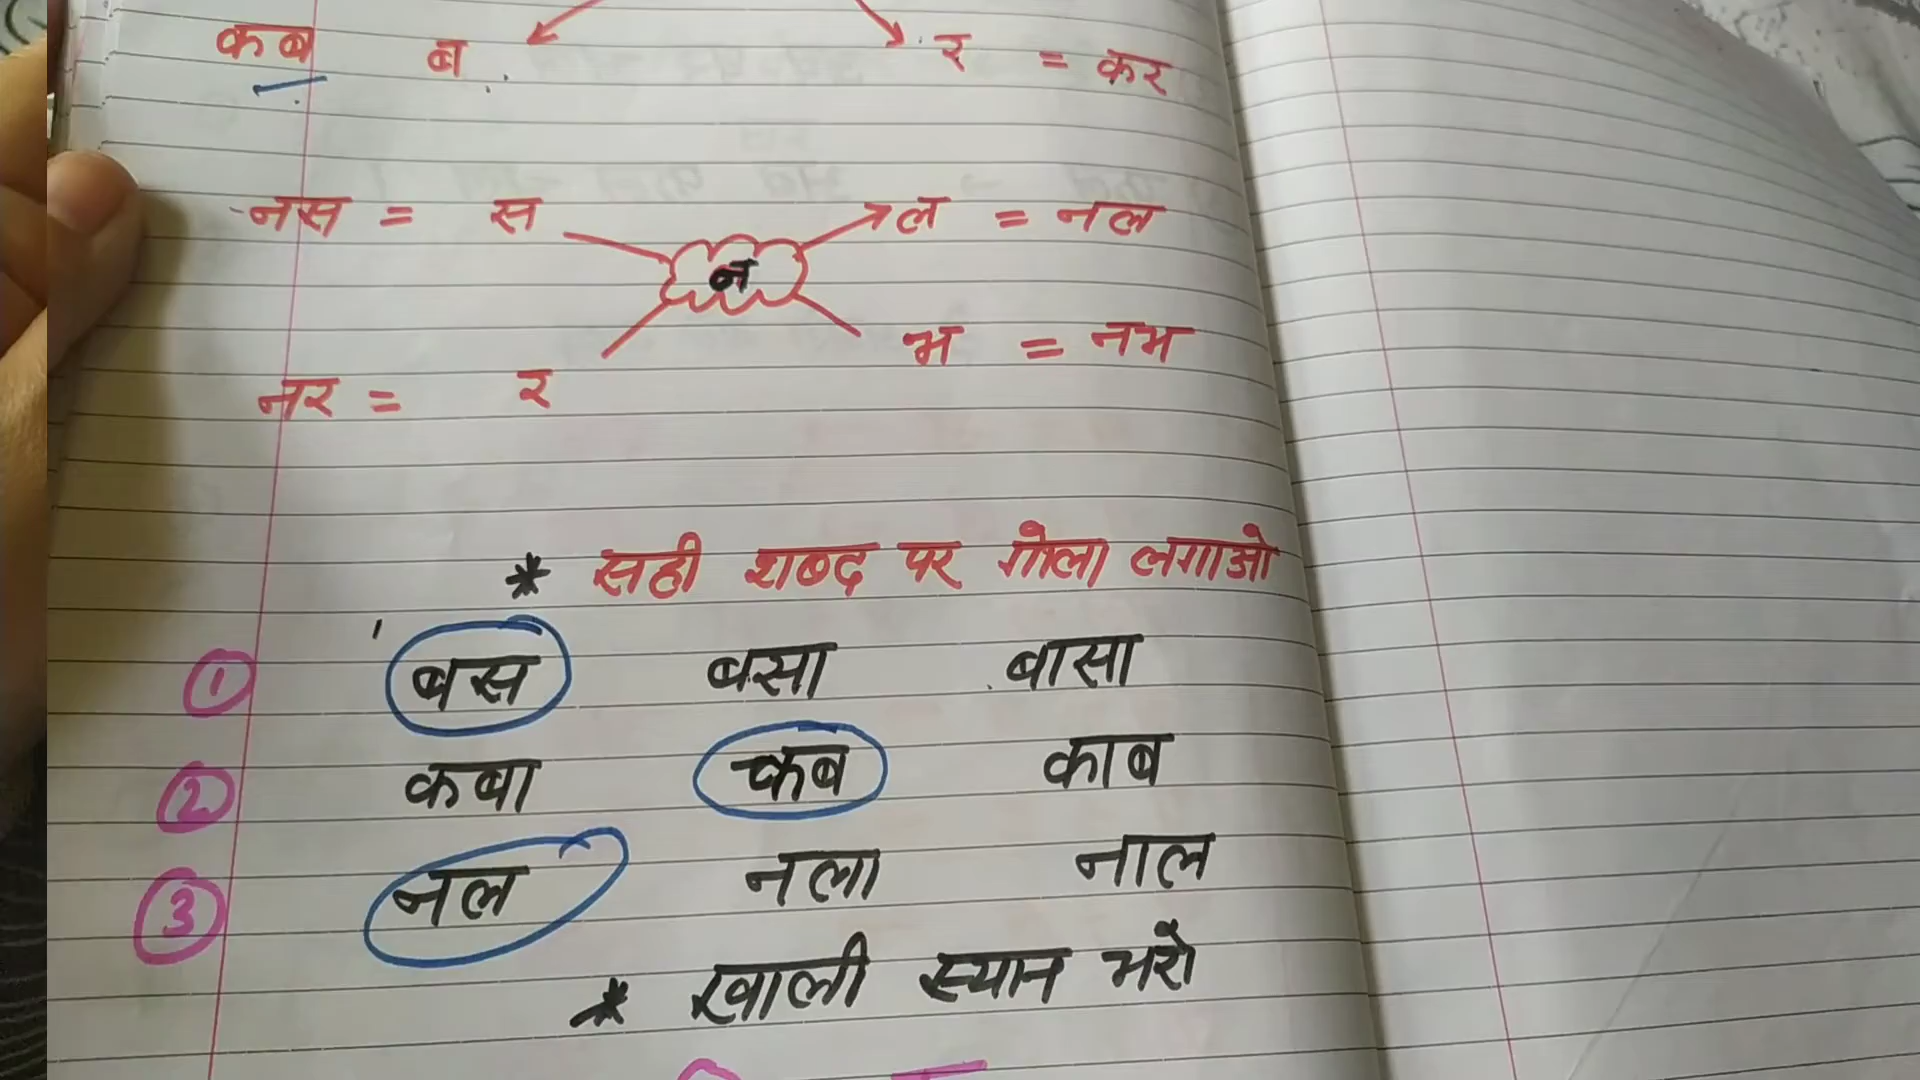 कब ब र = कर
नस = स ल = नल
न
भ = नभ
नर = र
* सही शब्द पर गोला लगाओ
1 बस बसा बासा
2 कबा कब काब
3 नल नला नाल
* खाली स्थान भरो